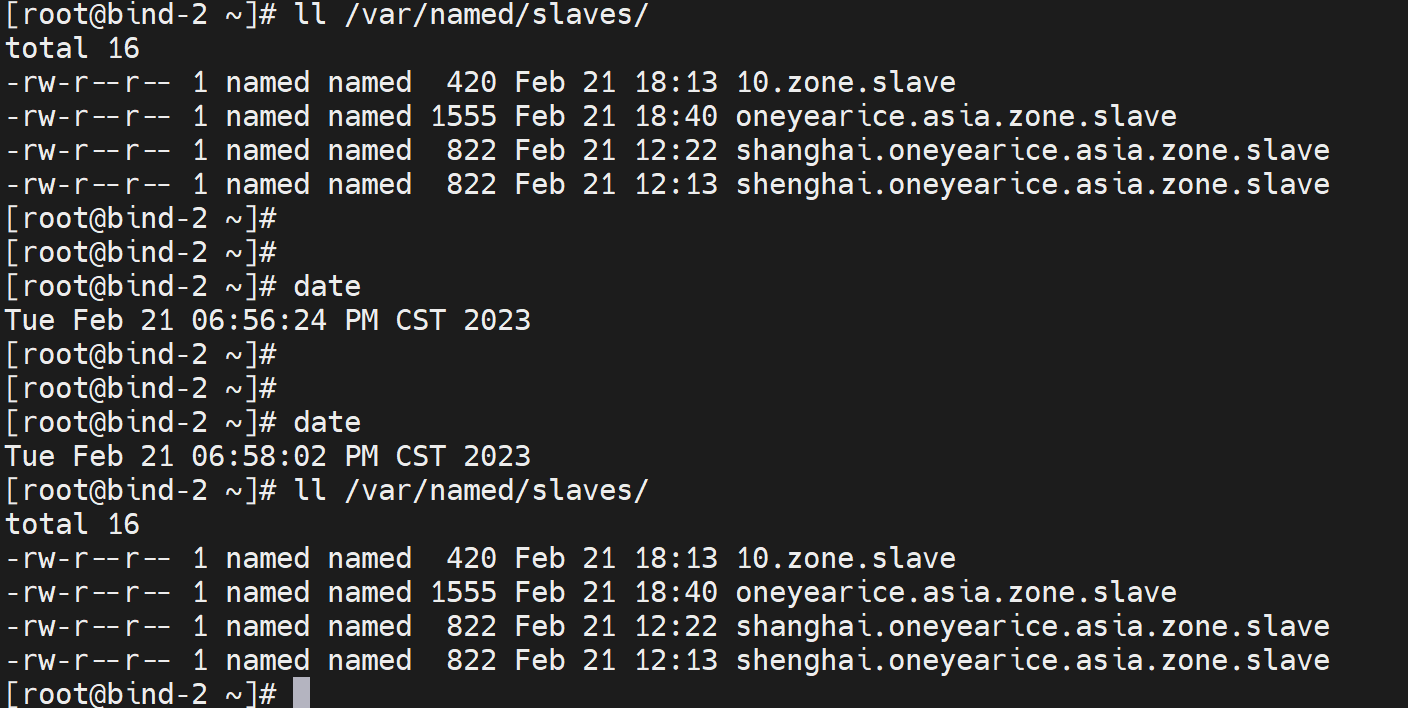 [root@bind-2 ~]# ll /var/named/slaves/
total 16
-rw-r--r-- 1 named named  420 Feb 21 18:13 10.zone.slave
-rw-r--r-- 1 named named 1555 Feb 21 18:40 oneyearice.asia.zone.slave
-rw-r--r-- 1 named named  822 Feb 21 12:22 shanghai.oneyearice.asia.zone.slave
-rw-r--r-- 1 named named  822 Feb 21 12:13 shenghai.oneyearice.asia.zone.slave
[root@bind-2 ~]#
[root@bind-2 ~]#
[root@bind-2 ~]# date
Tue Feb 21 06:56:24 PM CST 2023
[root@bind-2 ~]#
[root@bind-2 ~]#
[root@bind-2 ~]# date
Tue Feb 21 06:58:02 PM CST 2023
[root@bind-2 ~]# ll /var/named/slaves/
total 16
-rw-r--r-- 1 named named  420 Feb 21 18:13 10.zone.slave
-rw-r--r-- 1 named named 1555 Feb 21 18:40 oneyearice.asia.zone.slave
-rw-r--r-- 1 named named  822 Feb 21 12:22 shanghai.oneyearice.asia.zone.slave
-rw-r--r-- 1 named named  822 Feb 21 12:13 shenghai.oneyearice.asia.zone.slave
[root@bind-2 ~]#